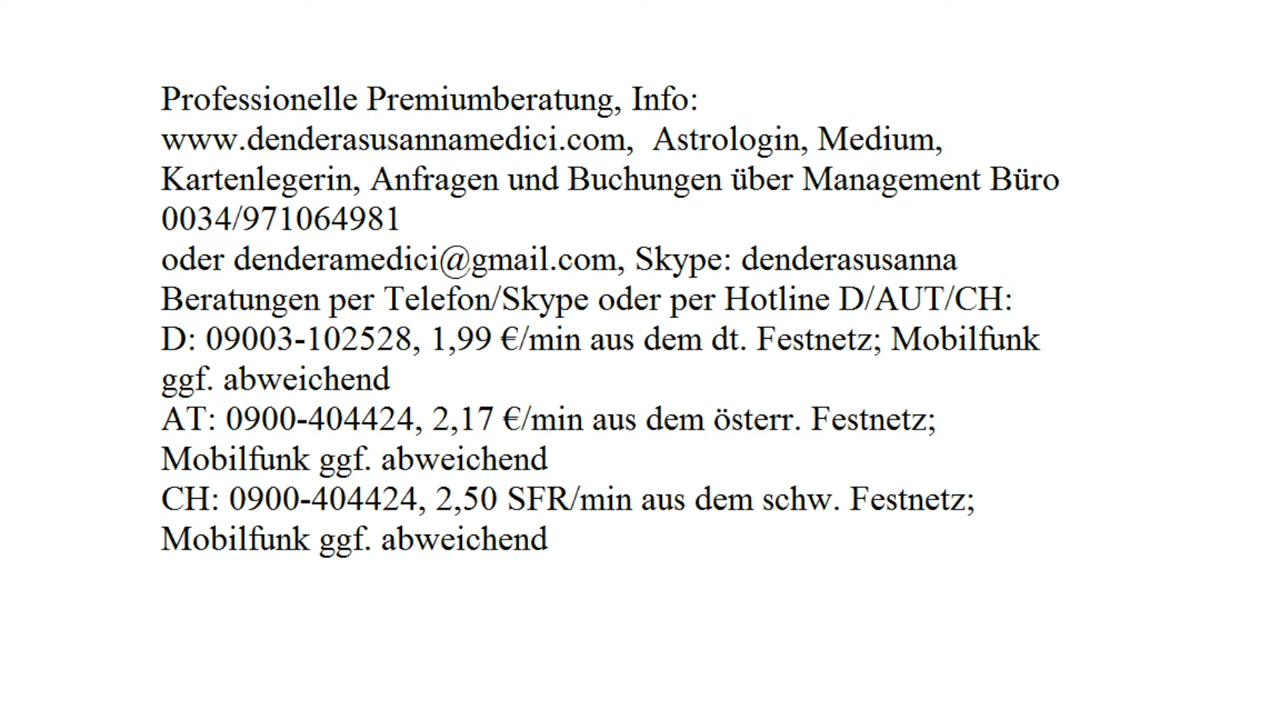 Professionelle Premiumberatung, Info:
www.denderasusannamedici.com,  Astrologin, Medium,
Kartenlegerin, Anfragen und Buchungen über Management Büro
0034/971064981
oder denderamedici@gmail.com, Skype: denderasusanna
Beratungen per Telefon/Skype oder per Hotline D/AUT/CH:
D: 09003-102528, 1,99 €/min aus dem dt. Festnetz; Mobilfunk
ggf. abweichend
AT: 0900-404424, 2,17 €/min aus dem österr. Festnetz;
Mobilfunk ggf. abweichend
CH: 0900-404424, 2,50 SFR/min aus dem schw. Festnetz;
Mobilfunk ggf. abweichend